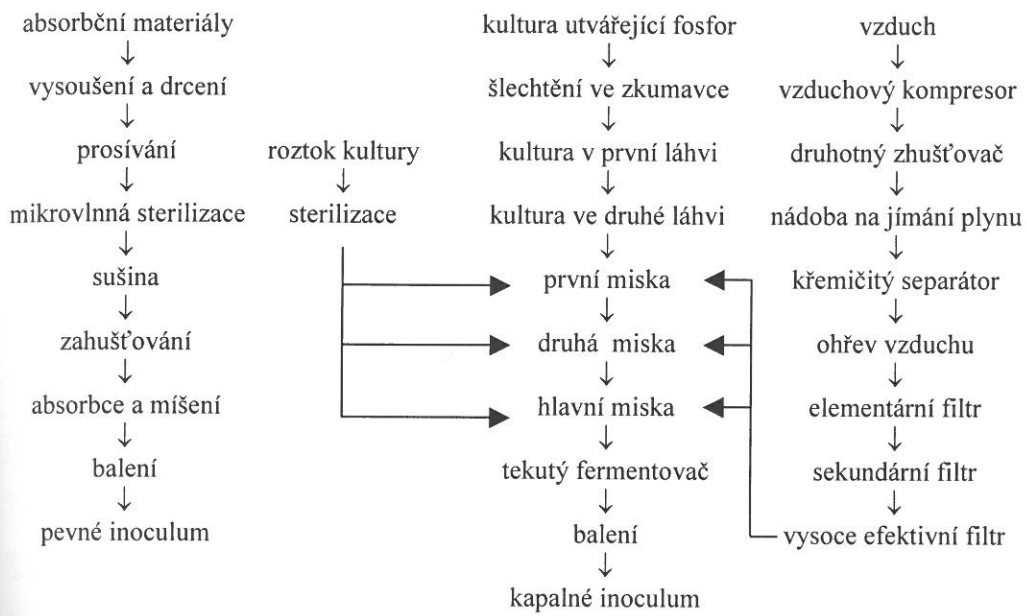 absorbční materiály
vysoušení a drcení
prosívání
mikrovlnná sterilizace
sušina
zahušťování
absorbce a míšení
balení
pevné inoculum
roztok kultury
sterilizace
kultura utvářející fosfor
šlechtění ve zkumavce
kultura v první láhvi
kultura ve druhé láhvi
první miska
druhá miska
hlavní miska
tekutý fermentovač
balení
kapalné inoculum
vzduch
vzduchový kompresor
druhotný zhušťovač
nádoba na jímání plynu
křemičitý separátor
ohřev vzduchu
elementární filtr
sekundární filtr
vysoce efektivní filtr